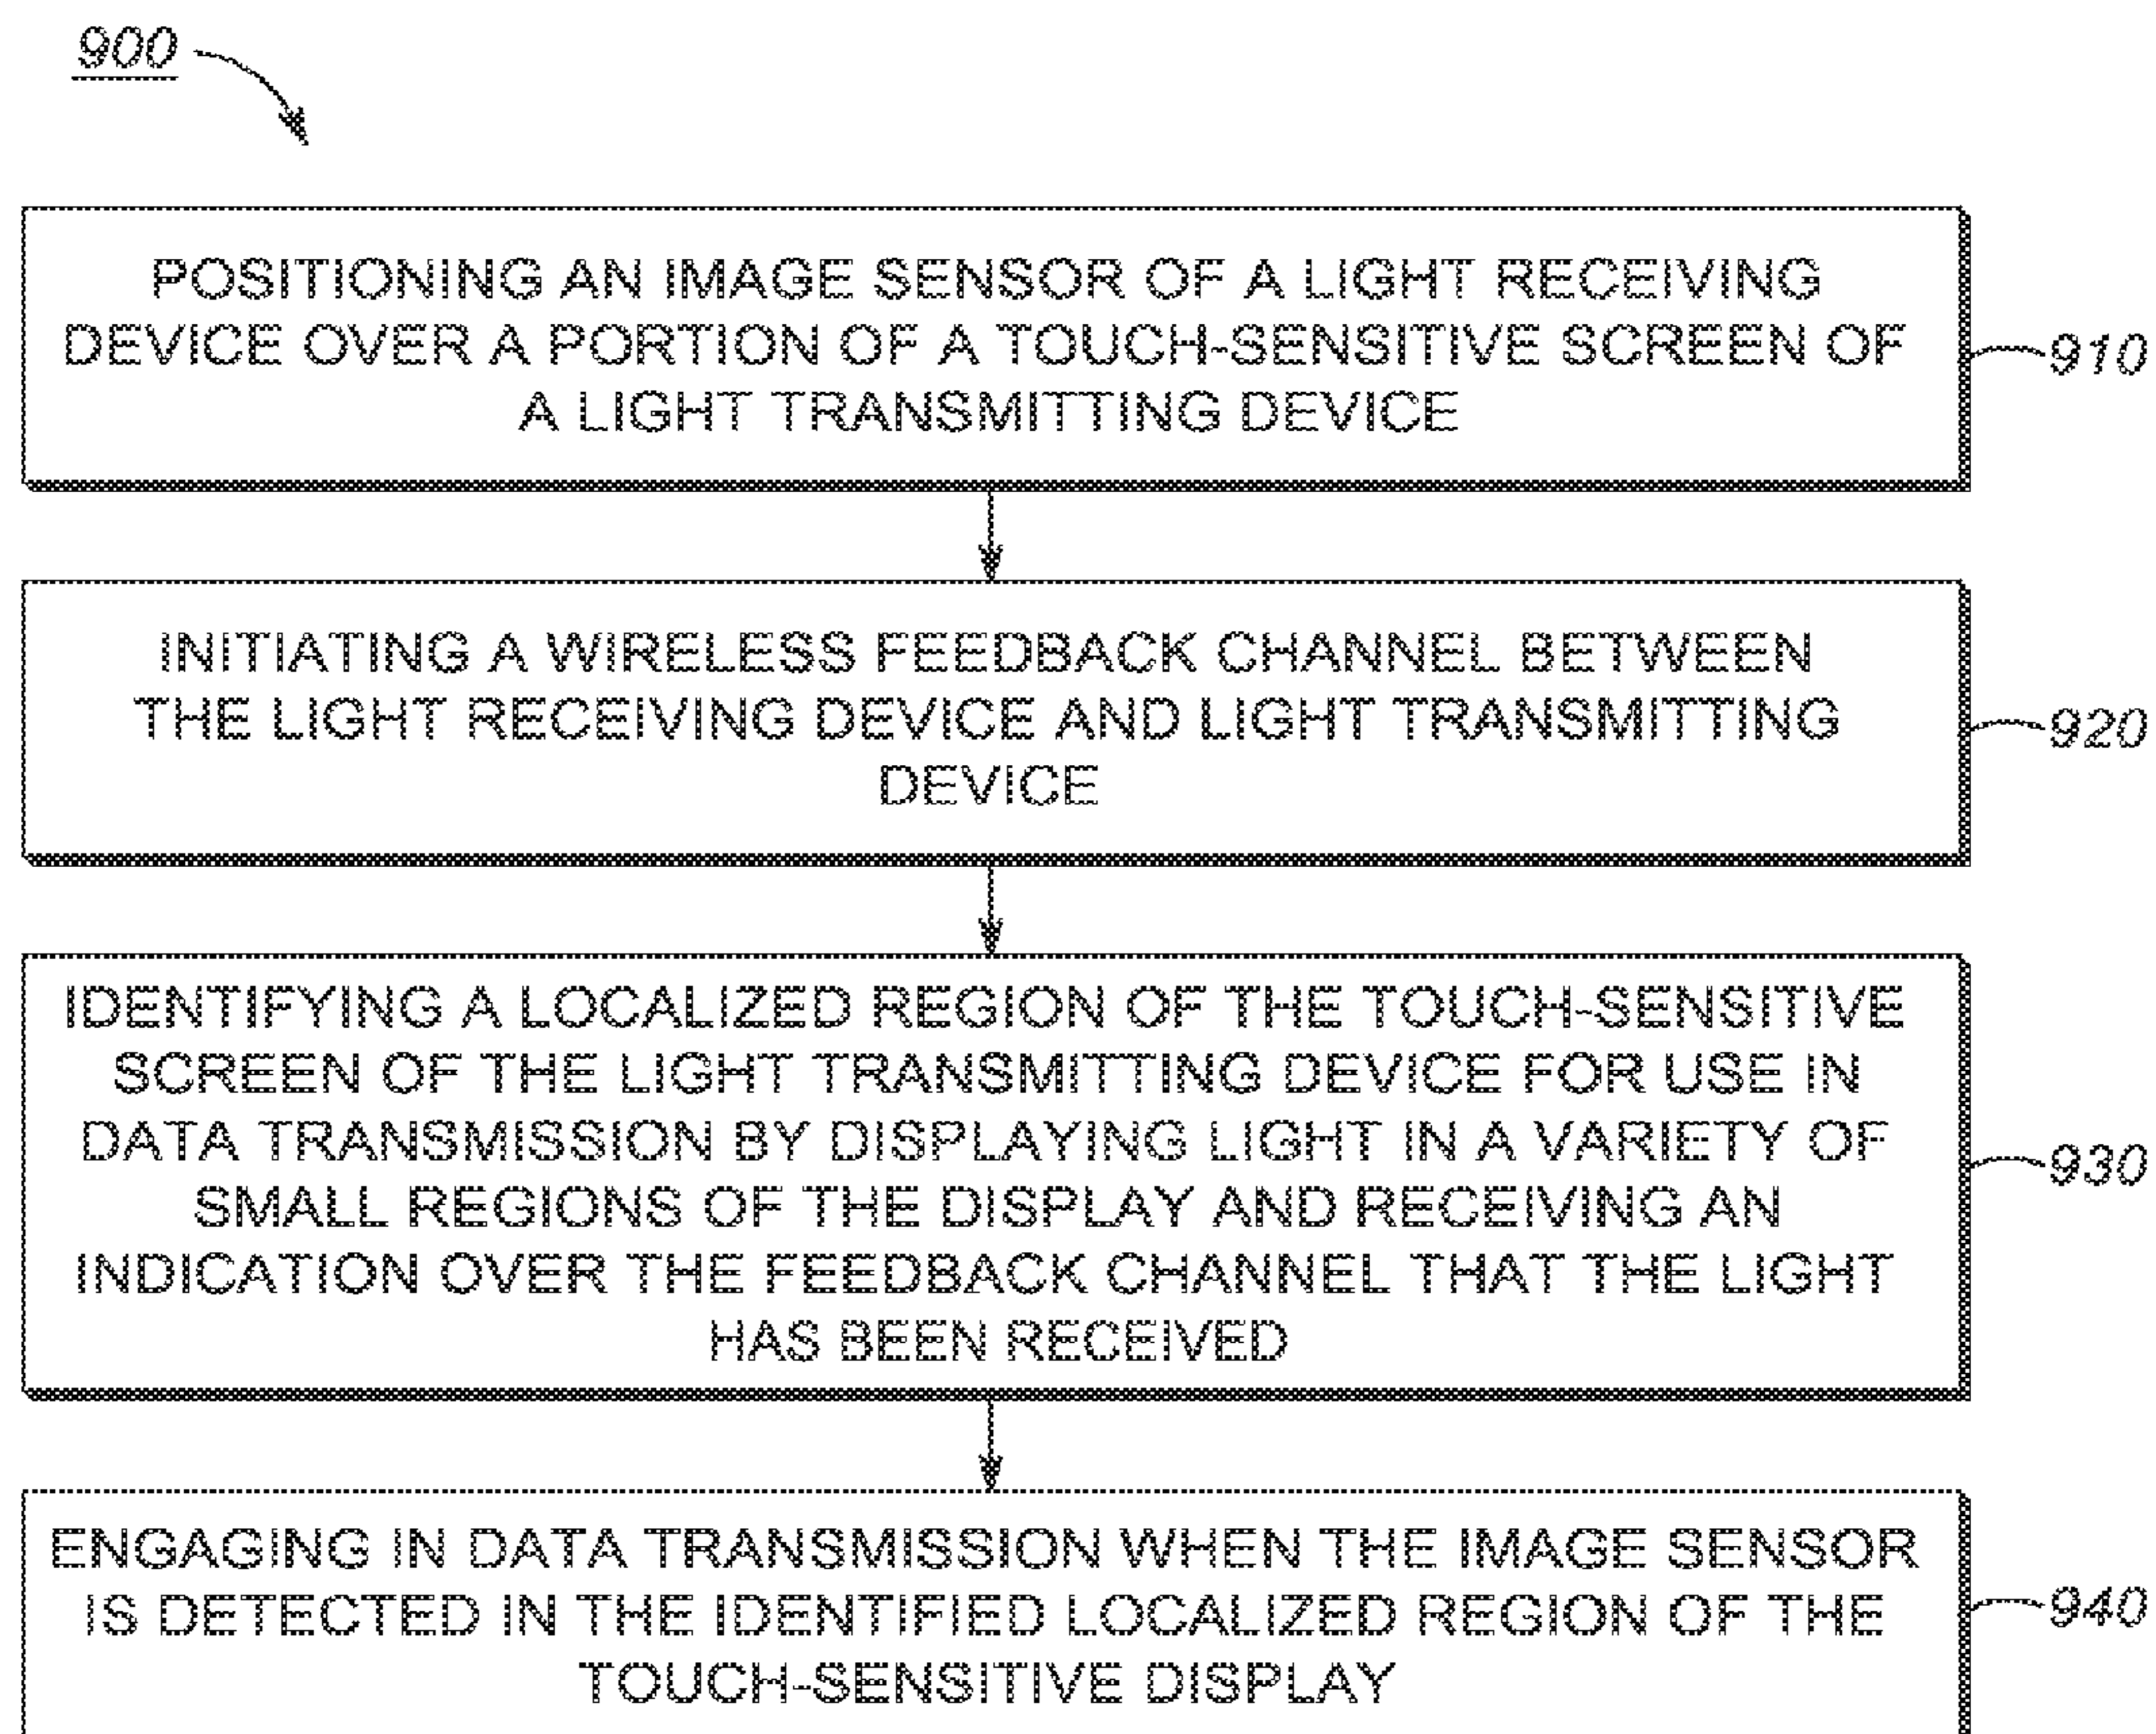 900
POSITIONING AN IMAGE SENSOR OF A LIGHT RECEIVING
DEVICE OVER A PORTION OF A TOUCH-SENSITIVE SCREEN OF
A LIGHT TRANSMITTING DEVICE
910
INITIATING A WIRELESS FEEDBACK CHANNEL BETWEEN
THE LIGHT RECEIVING DEVICE AND LIGHT TRANSMITTING
DEVICE
920
IDENTIFYING A LOCALIZED REGION OF THE TOUCH-SENSITIVE
SCREEN OF THE LIGHT TRANSMITTING DEVICE FOR USE IN
DATA TRANSMISSION BY DISPLAYING LIGHT IN A VARIETY OF
SMALL REGIONS OF THE DISPLAY AND RECEIVING AN
INDICATION OVER THE FEEDBACK CHANNEL THAT THE LIGHT
HAS BEEN RECEIVED
930
ENGAGING IN DATA TRANSMISSION WHEN THE IMAGE SENSOR
IS DETECTED IN THE IDENTIFIED LOCALIZED REGION OF THE
TOUCH-SENSITIVE DISPLAY
940